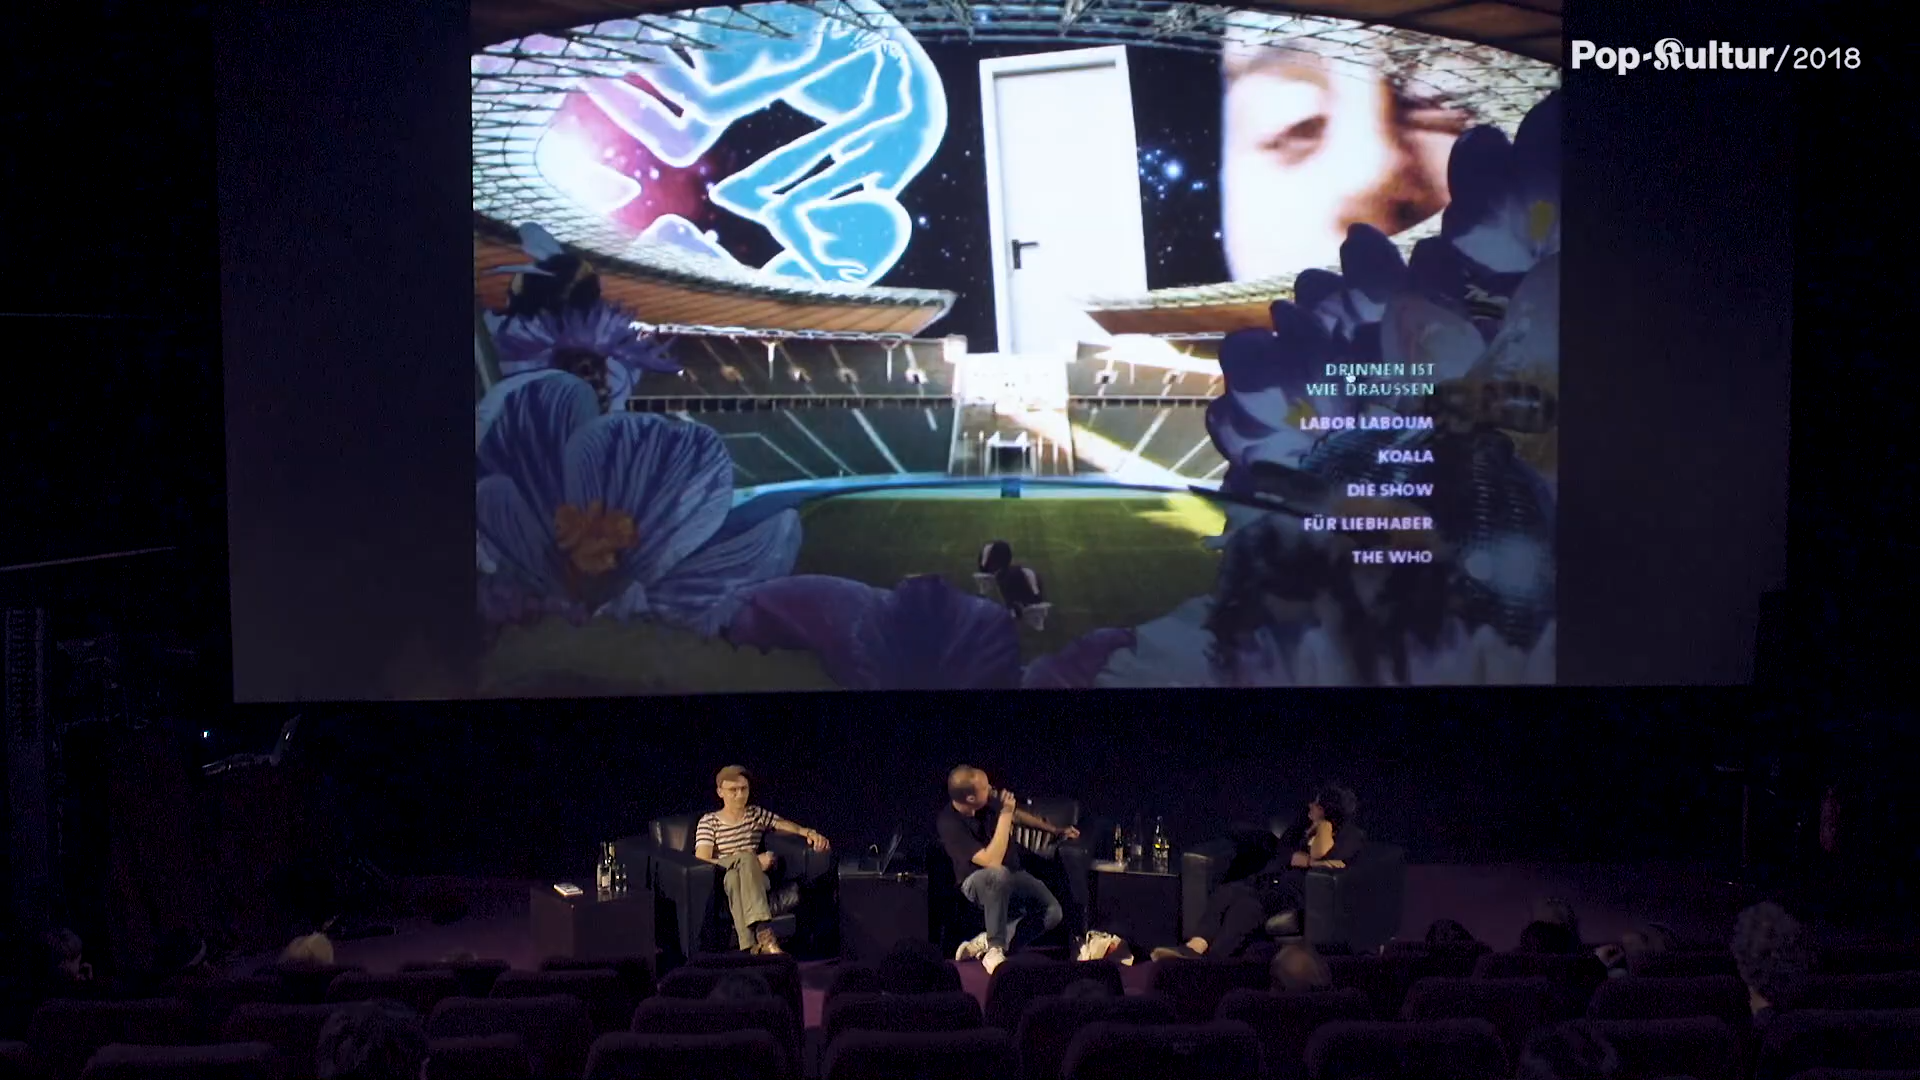 Pop-Kultur/2018
DRINNEN IST
WIE DRAUSSEN
LABOR LABOUM
KOALA
DIE SHOW
FÜR LIEBHABER
THE WHO